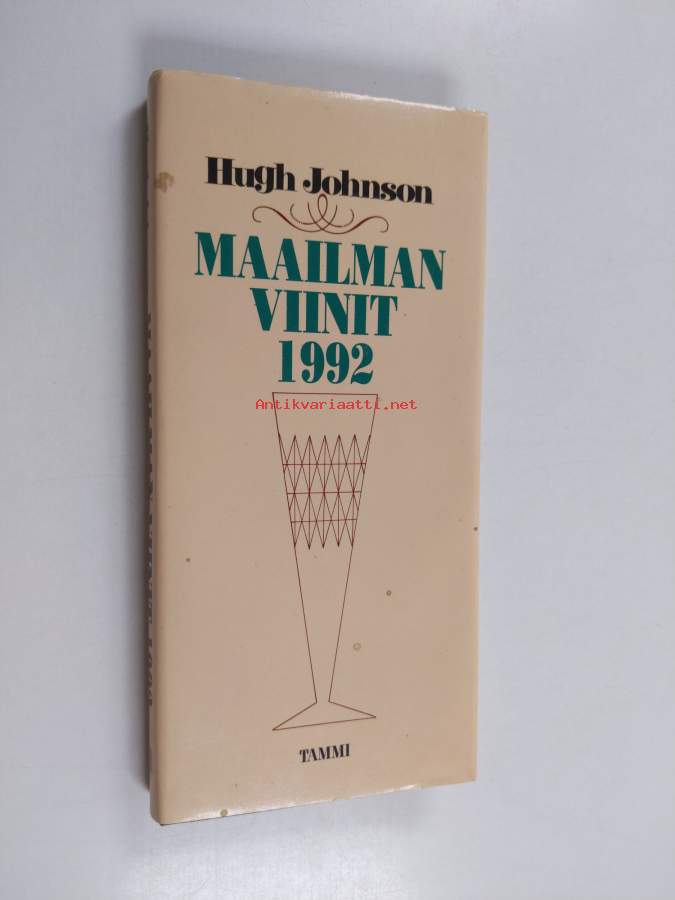 Hugh Johnson
MAAILMAN
VIINIT
1992
Antikvariaatti.net
TAMMI